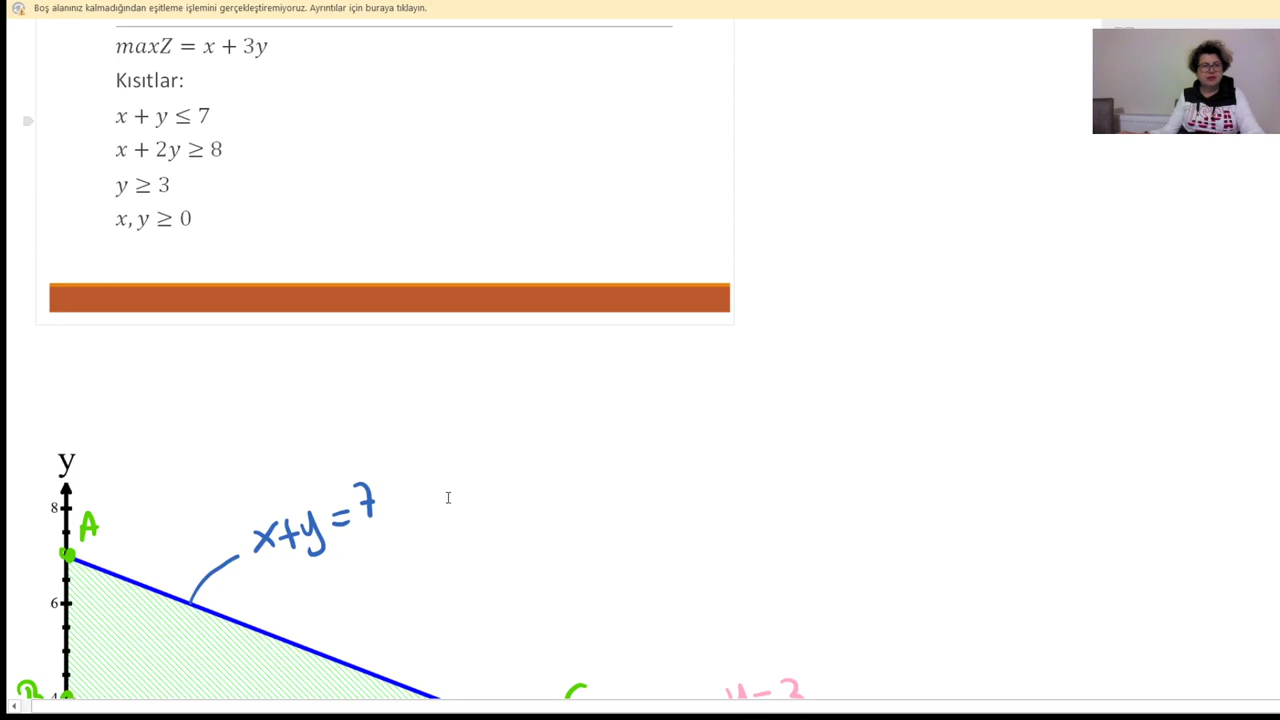 Boş alanınız kalmadığından eşitleme işlemini gerçekleştiremiyoruz. Ayrıntılar için buraya tıklayın.
maxZ = x + 3y
Kısıtlar:
x + y ≤ 7
x + 2y ≥ 8
y ≥ 3
x, y ≥ 0
y
8
A
x+y=7
6
4